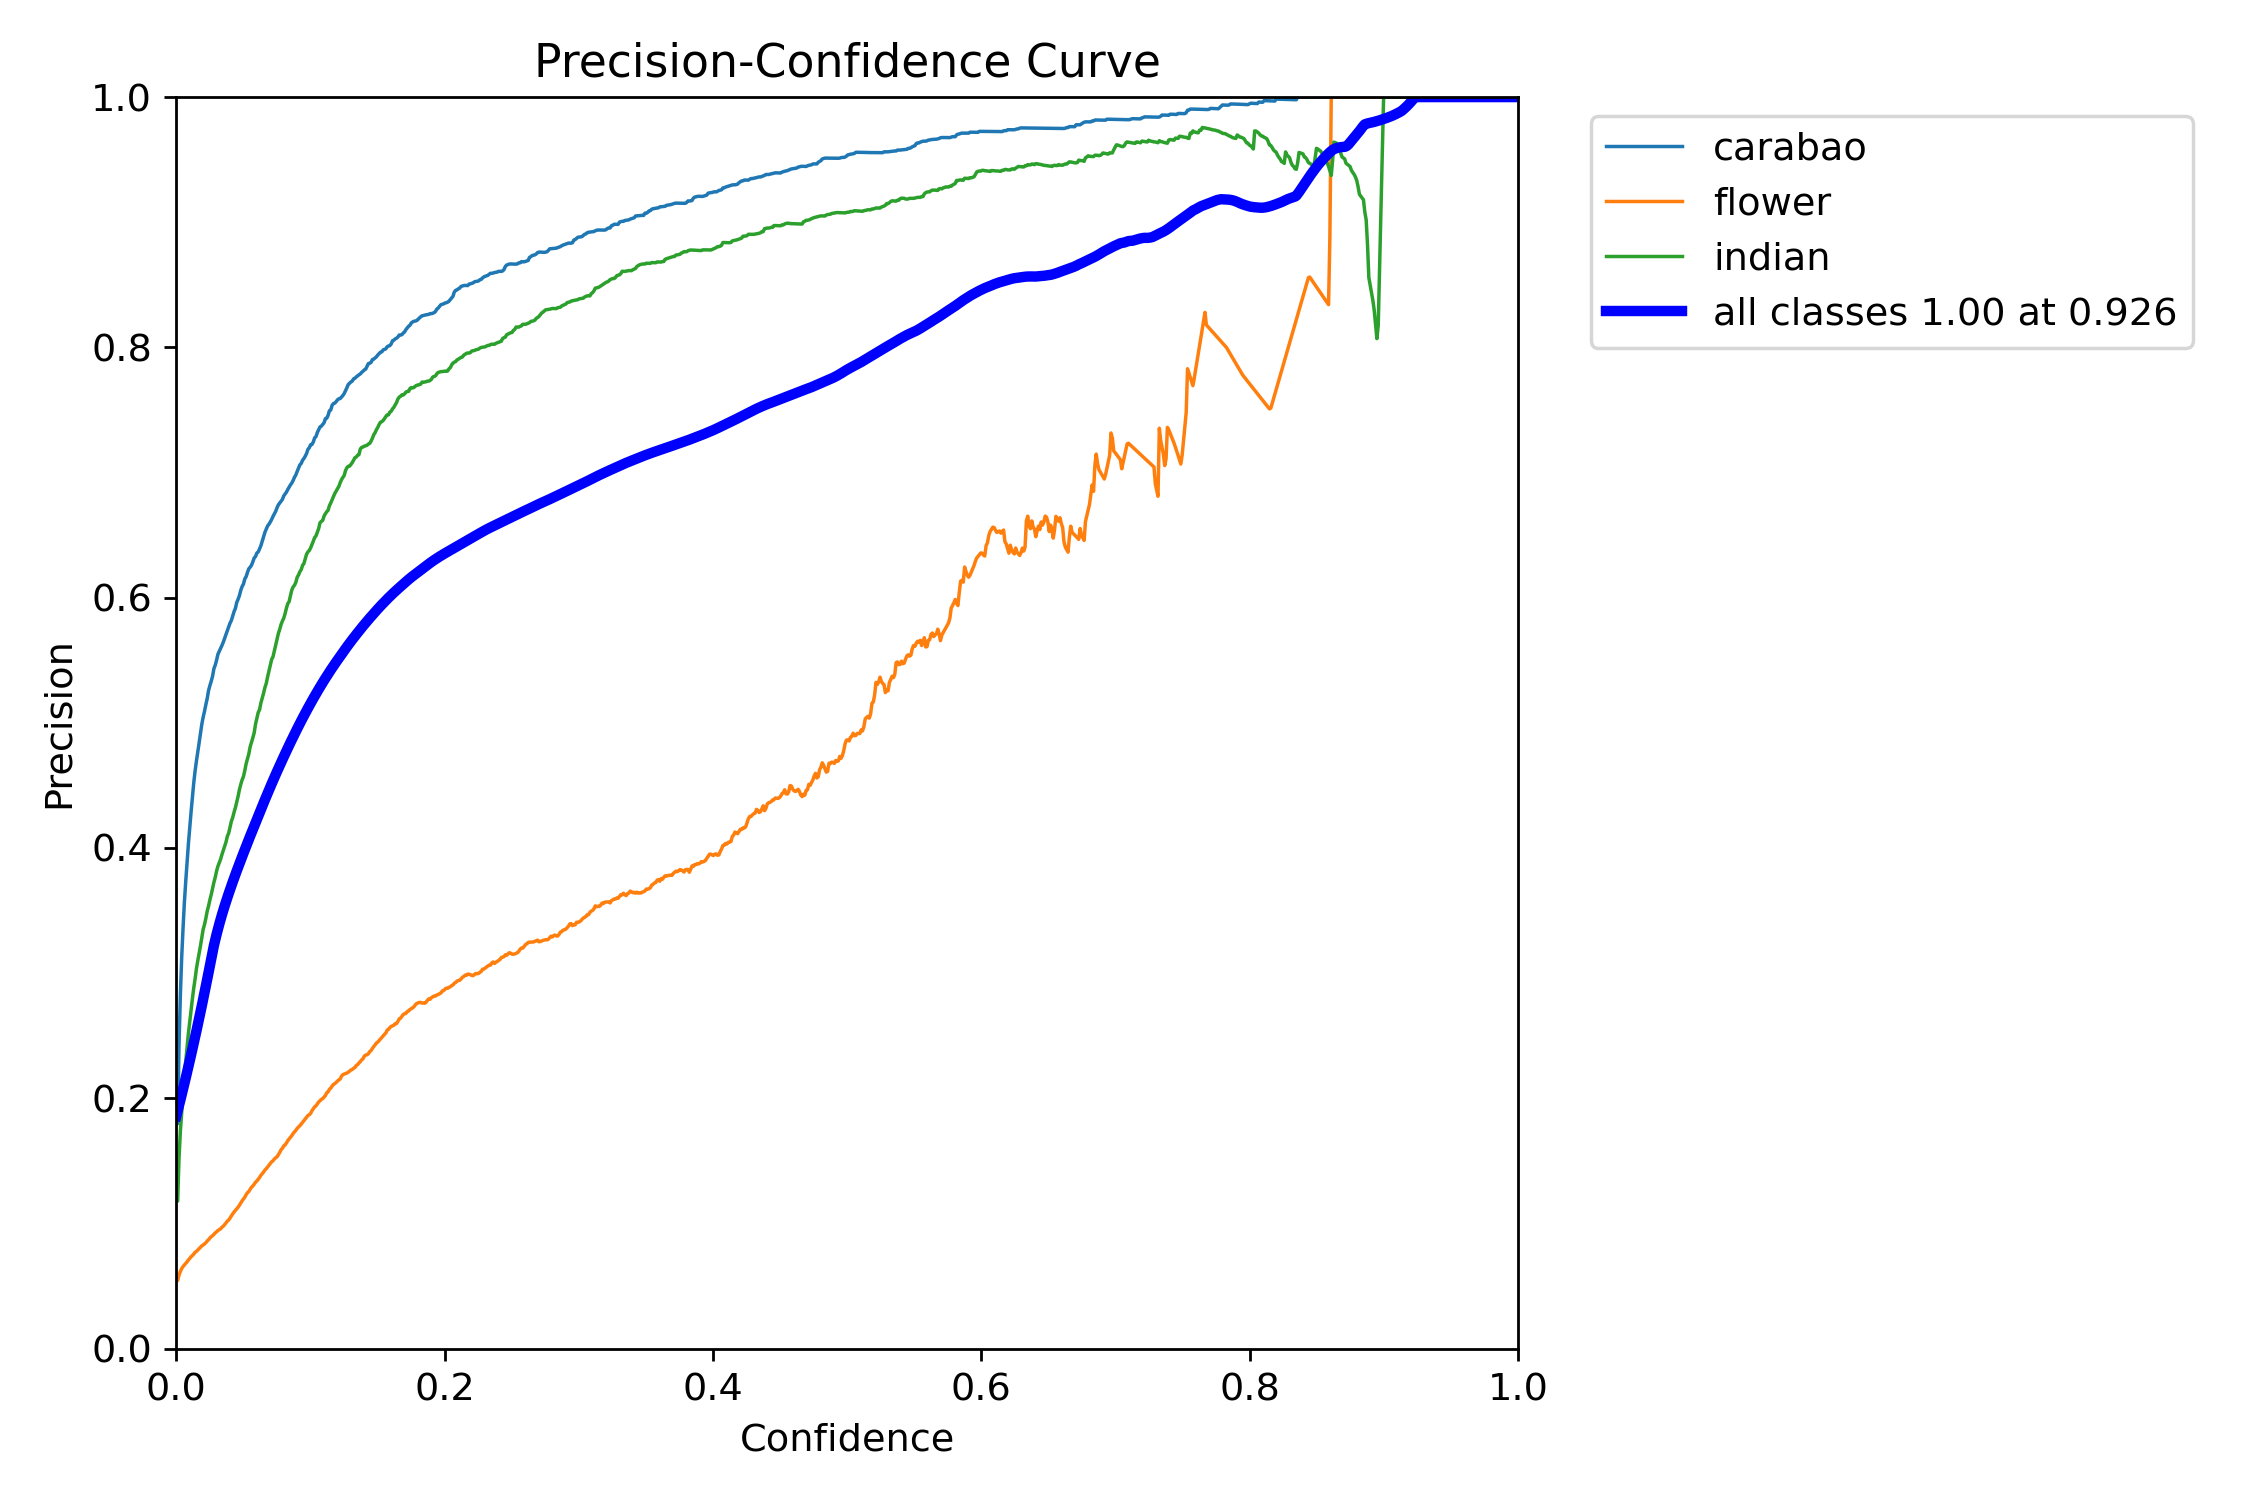 Precision-Confidence Curve
1.0
0.8
0.6
0.4
0.2
0.0
Precision
0.0 0.2 0.4 0.6 0.8 1.0
Confidence
carabao
flower
indian
all classes 1.00 at 0.926